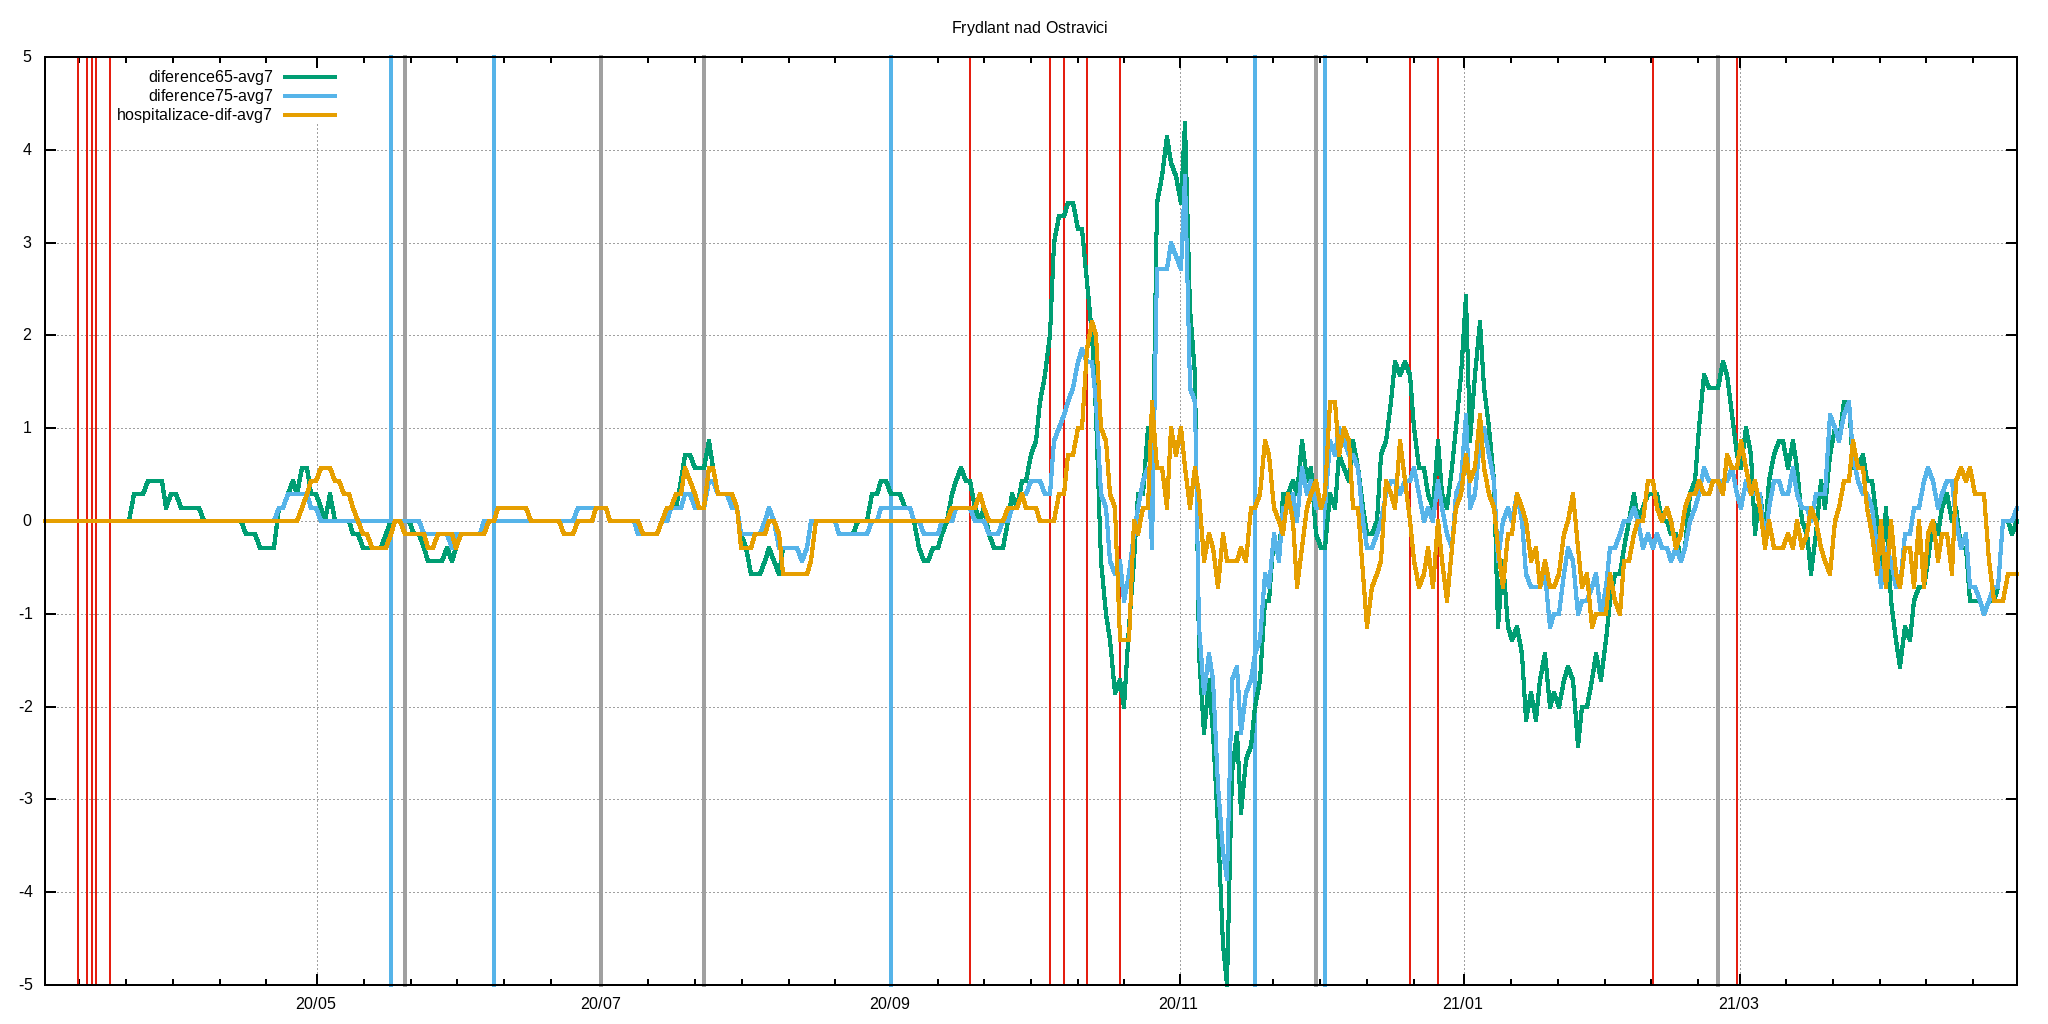 Frydlant nad Ostravici
diference65-avg7
diference75-avg7
hospitalizace-dif-avg7
5
4
3
2
1
0
-1
-2
-3
-4
-5
20/05 20/07 20/09 20/11 21/01 21/03